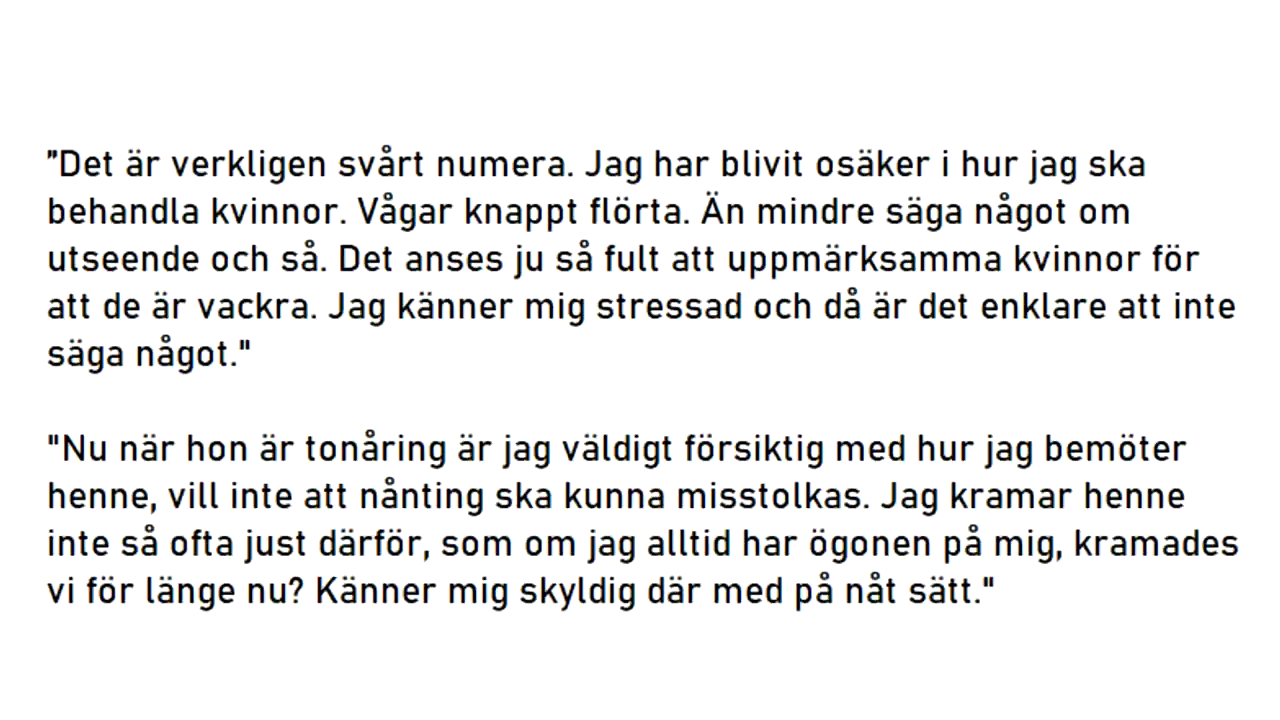 "Det är verkligen svårt numera. Jag har blivit osäker i hur jag ska
behandla kvinnor. Vågar knappt flörta. Än mindre säga något om
utseende och så. Det anses ju så fult att uppmärksamma kvinnor för
att de är vackra. Jag känner mig stressad och då är det enklare att inte
säga något."
"Nu när hon är tonåring är jag väldigt försiktig med hur jag bemöter
henne, vill inte att nånting ska kunna misstolkas. Jag kramar henne
inte så ofta just därför, som om jag alltid har ögonen på mig, kramades
vi för länge nu? Känner mig skyldig där med på nåt sätt."